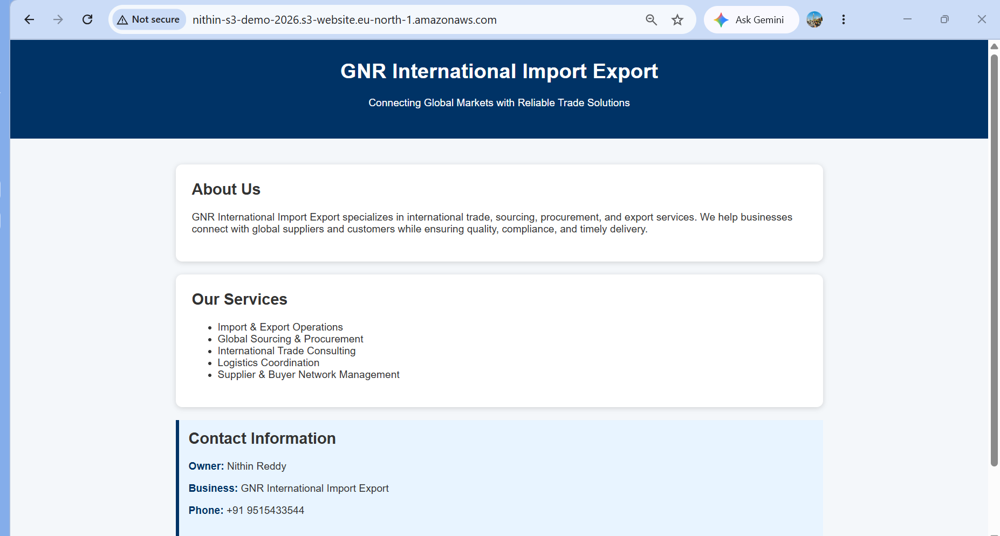 Not secure
nithin-s3-demo-2026.s3-website.eu-north-1.amazonaws.com
Ask Gemini
GNR International Import Export
Connecting Global Markets with Reliable Trade Solutions
About Us
GNR International Import Export specializes in international trade, sourcing, procurement, and export services. We help businesses
connect with global suppliers and customers while ensuring quality, compliance, and timely delivery.
Our Services
• Import & Export Operations
• Global Sourcing & Procurement
• International Trade Consulting
• Logistics Coordination
• Supplier & Buyer Network Management
Contact Information
Owner: Nithin Reddy
Business: GNR International Import Export
Phone: +91 9515433544